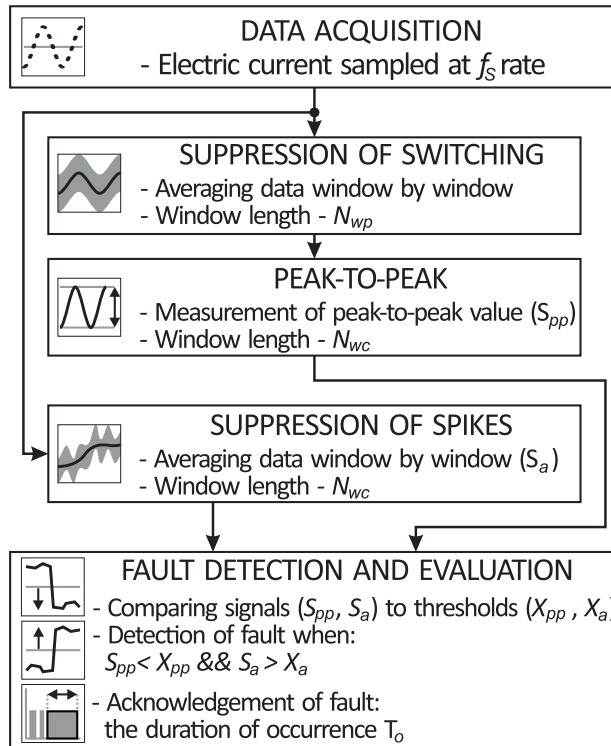 DATA ACQUISITION
- Electric current sampled at fS rate
SUPPRESSION OF SWITCHING
- Averaging data window by window
- Window length - Nwp
PEAK-TO-PEAK
- Measurement of peak-to-peak value (Spp)
- Window length - Nwc
SUPPRESSION OF SPIKES
- Averaging data window by window (Sa)
- Window length - Nwc
FAULT DETECTION AND EVALUATION
- Comparing signals (Spp, Sa) to thresholds (Xpp , Xa)
- Detection of fault when:
Spp< Xpp && Sa > Xa
- Acknowledgement of fault:
the duration of occurrence To